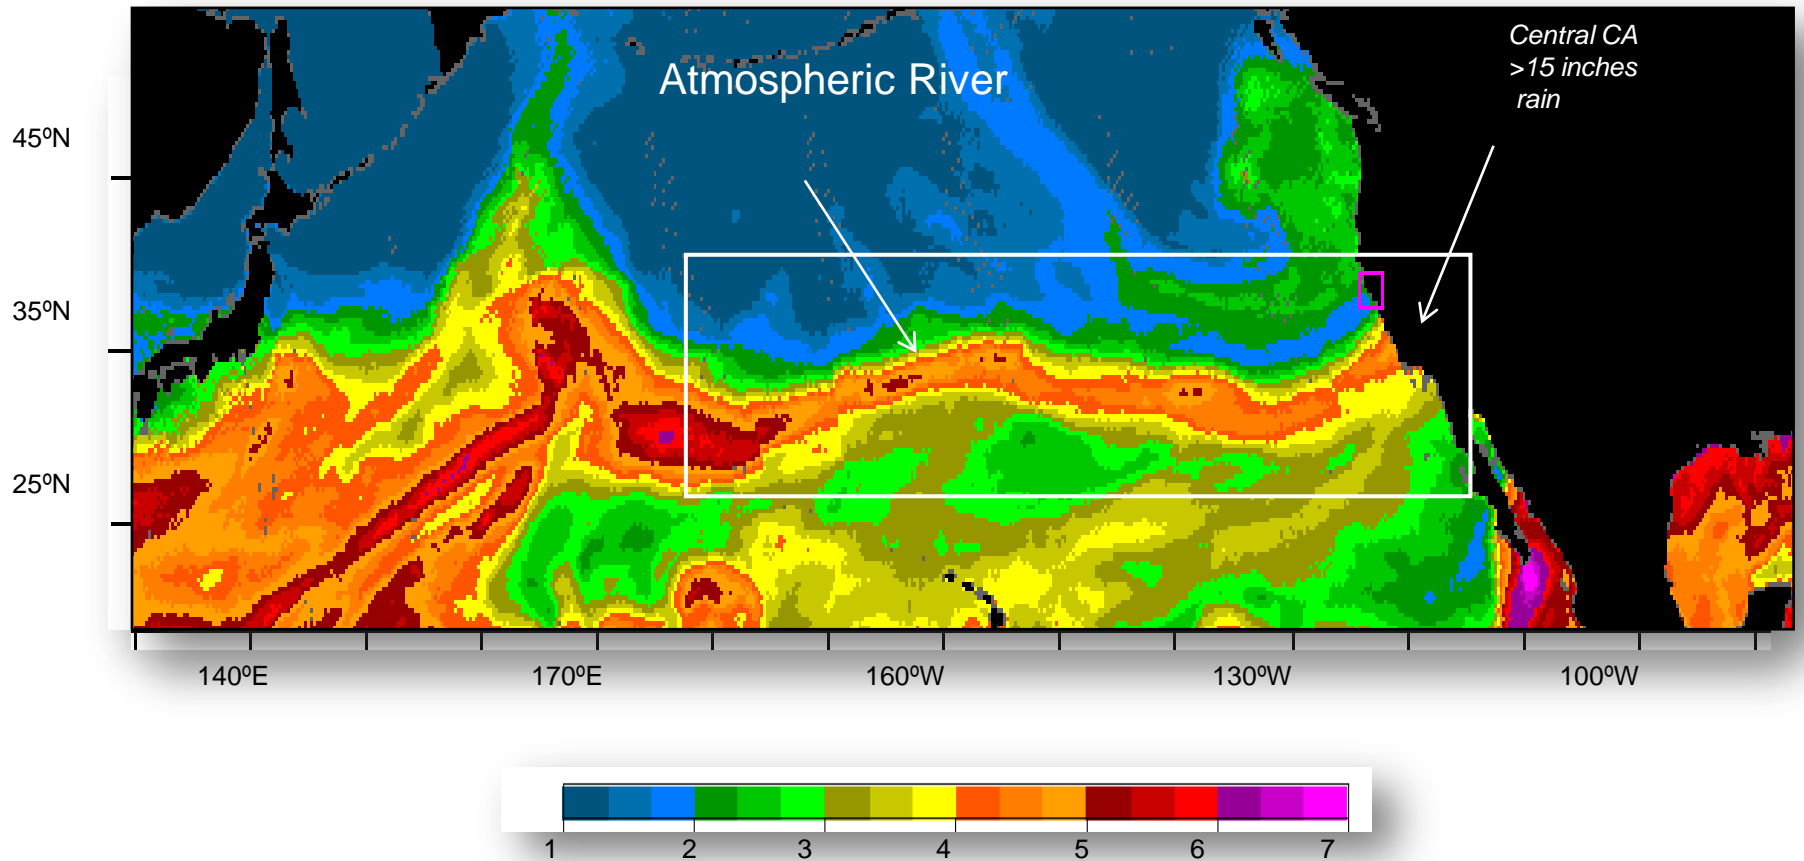 Atmospheric River
Central CA
>15 inches
rain
45ºN
35ºN
25ºN
140ºE 170ºE 160ºW 130ºW 100ºW
1 2 3 4 5 6 7